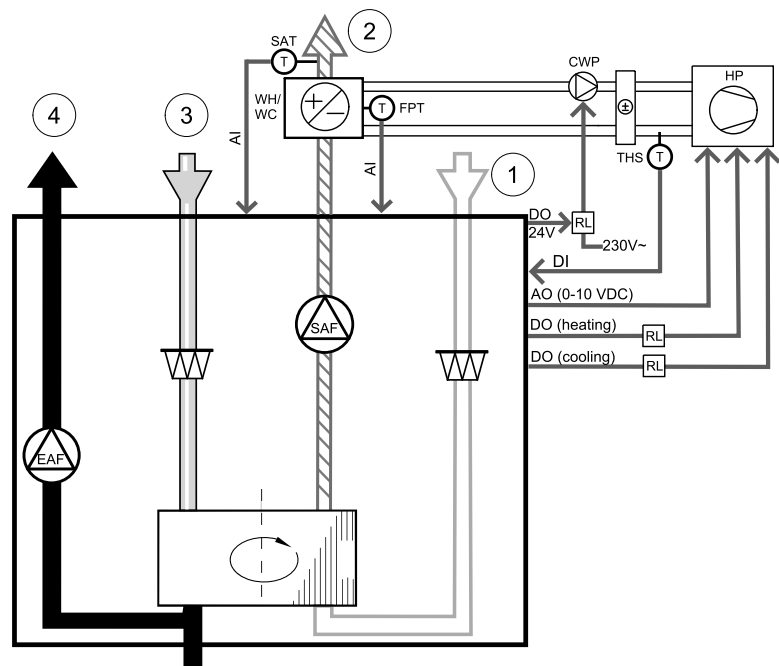 2
SAT
T
CWP
HP
WH/
WC
+
−
T
FPT
±
4
3
AI
AI
THS
T
1
DO
24V
RL
230V~
DI
AO (0-10 VDC)
SAF
DO (heating)
RL
DO (cooling)
RL
EAF